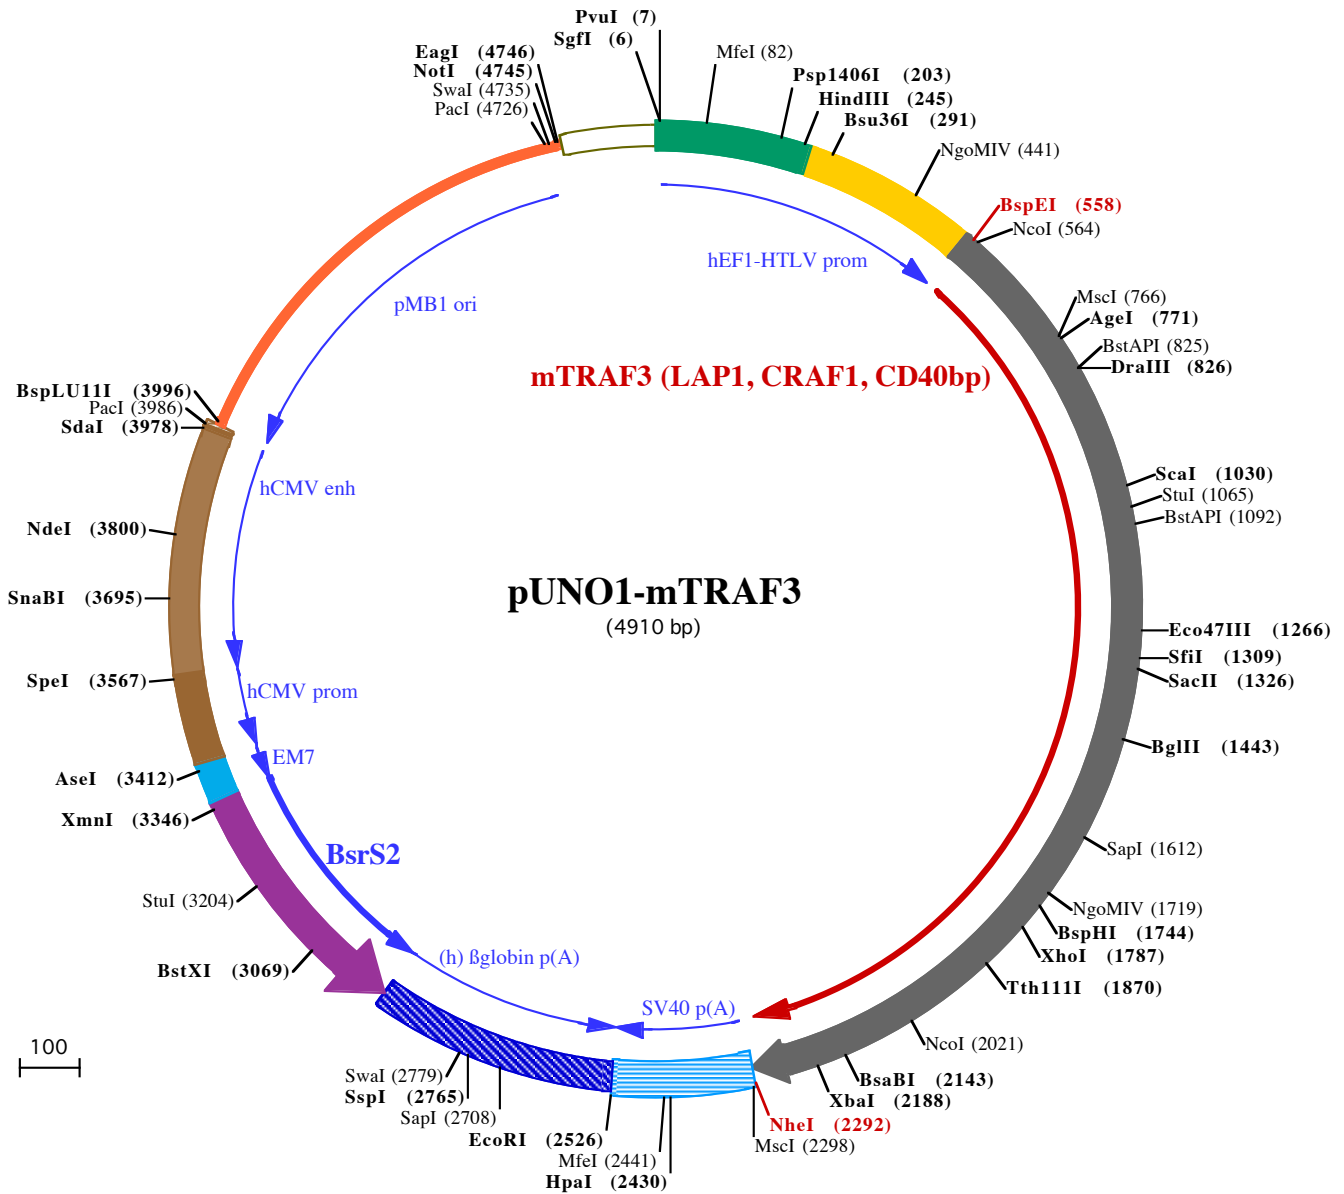 PvuI (7)
SgfI (6)
MfeI (82)
Psp1406I (203)
HindIII (245)
Bsu36I (291)
NgoMIV (441)
BspEI (558)
NcoI (564)
MscI (766)
AgeI (771)
BstAPI (825)
DraIII (826)
ScaI (1030)
StuI (1065)
BstAPI (1092)
Eco47III (1266)
SfiI (1309)
SacII (1326)
BglII (1443)
SapI (1612)
NgoMIV (1719)
BspHI (1744)
XhoI (1787)
Tth111I (1870)
NcoI (2021)
BsaBI (2143)
XbaI (2188)
NheI (2292)
MscI (2298)
HpaI (2430)
MfeI (2441)
EcoRI (2526)
SapI (2708)
SspI (2765)
SwaI (2779)
BstXI (3069)
StuI (3204)
XmnI (3346)
AseI (3412)
SpeI (3567)
SnaBI (3695)
NdeI (3800)
SdaI (3978)
PacI (3986)
BspLU11I (3996)
PacI (4726)
SwaI (4735)
NotI (4745)
EagI (4746)
hEF1-HTLV prom
pMB1 ori
mTRAF3 (LAP1, CRAF1, CD40bp)
hCMV enh
pUNO1-mTRAF3
(4910 bp)
hCMV prom
EM7
BsrS2
(h) ßglobin p(A)
SV40 p(A)
100